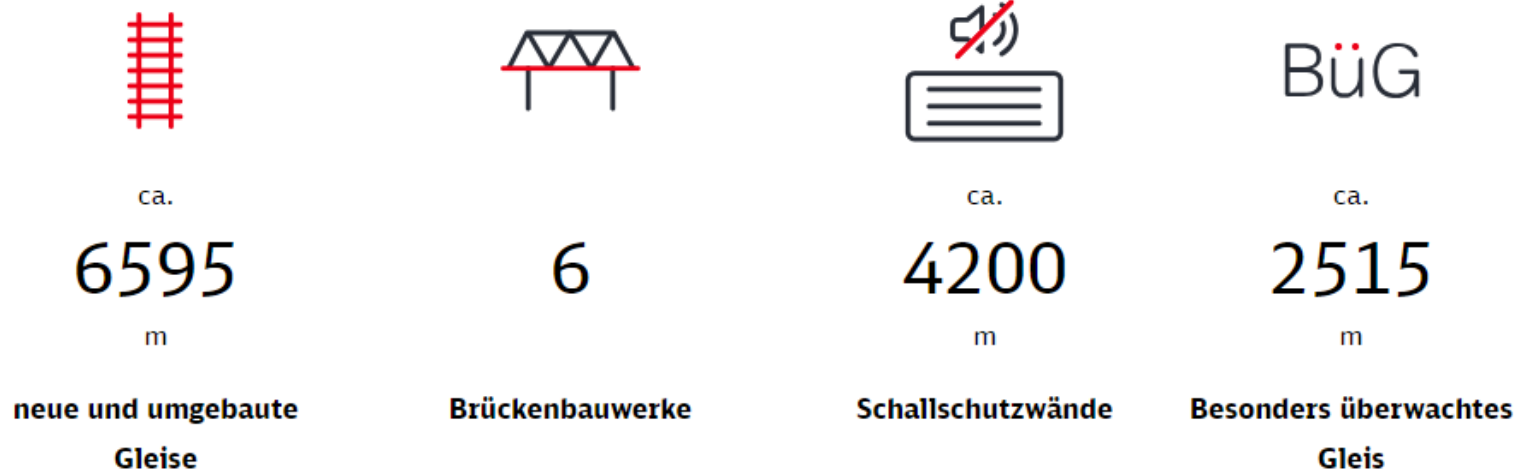 BüG
ca.
6595
m
neue und umgebaute
Gleise
6
Brückenbauwerke
ca.
4200
m
Schallschutzwände
ca.
2515
m
Besonders überwachtes
Gleis